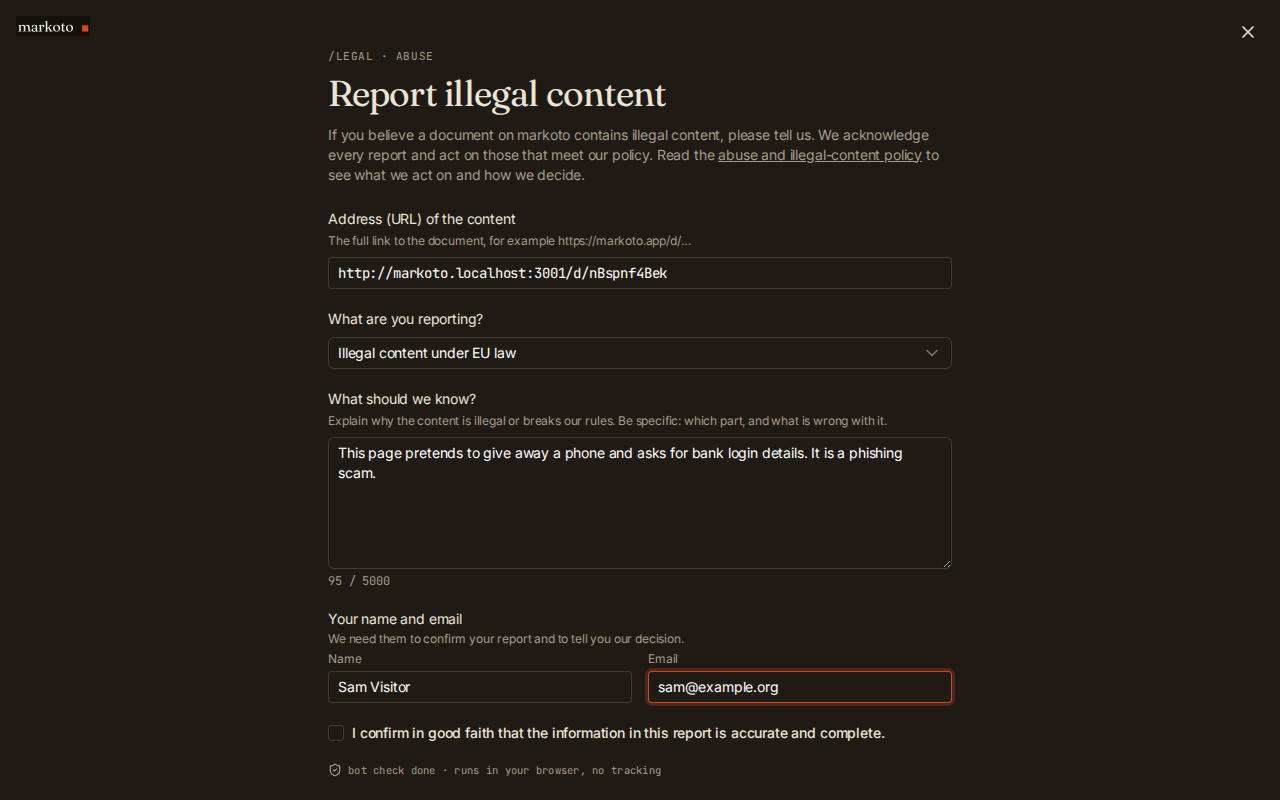 markoto
/LEGAL · ABUSE
Report illegal content
If you believe a document on markoto contains illegal content, please tell us. We acknowledge
every report and act on those that meet our policy. Read the abuse and illegal-content policy to
see what we act on and how we decide.
Address (URL) of the content
The full link to the document, for example https://markoto.app/d/…
http://markoto.localhost:3001/d/nBspnf4Bek
What are you reporting?
Illegal content under EU law
What should we know?
Explain why the content is illegal or breaks our rules. Be specific: which part, and what is wrong with it.
This page pretends to give away a phone and asks for bank login details. It is a phishing
scam.
95 / 5000
Your name and email
We need them to confirm your report and to tell you our decision.
Name Email
Sam Visitor sam@example.org
I confirm in good faith that the information in this report is accurate and complete.
bot check done · runs in your browser, no tracking